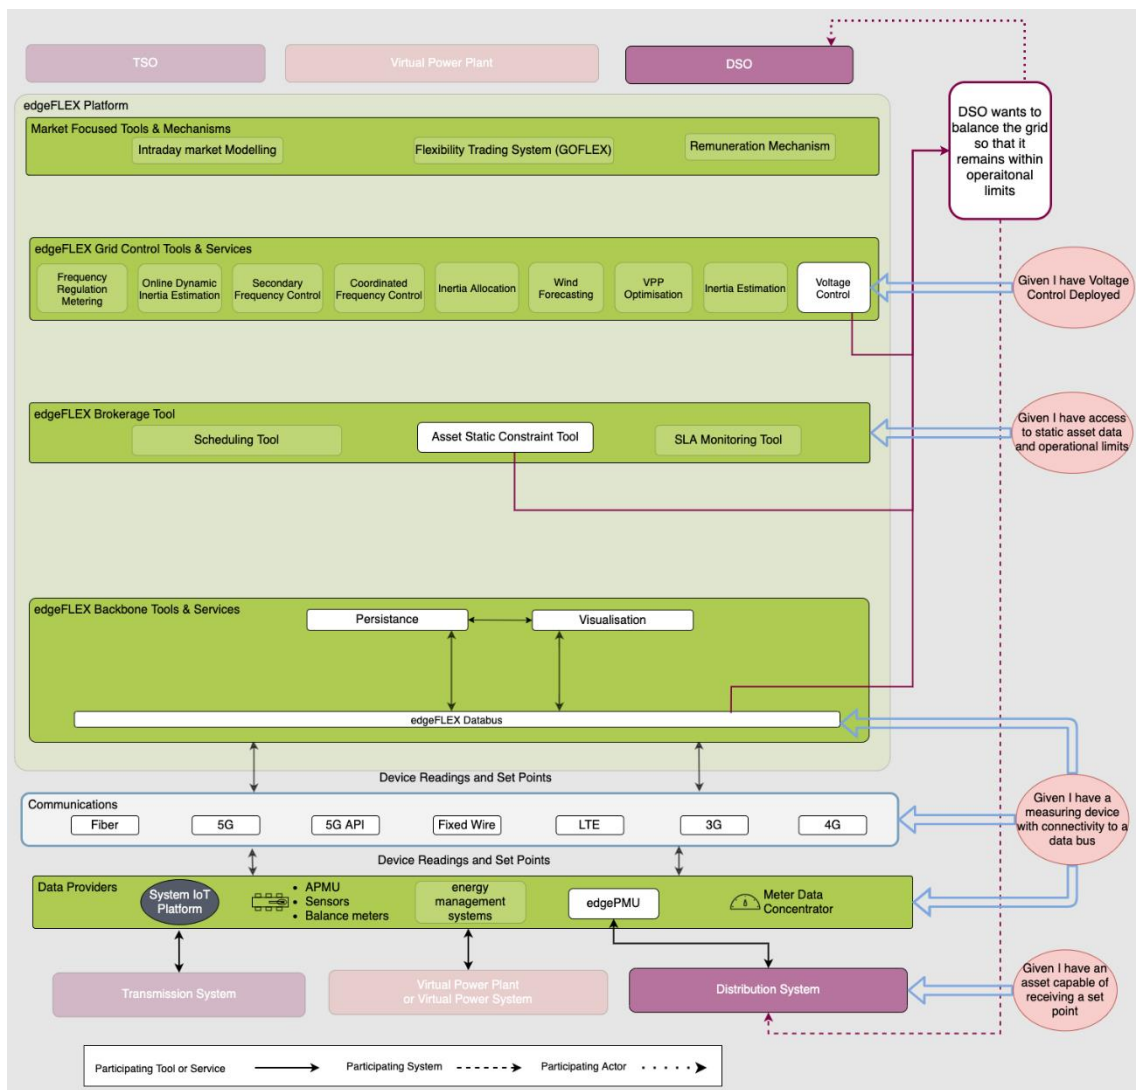 TSO
Virtual Power Plant
DSO
edgeFLEX Platform
Market Focused Tools & Mechanisms
Intraday market Modelling
Flexibility Trading System (GOFLEX)
Remuneration Mechanism
DSO wants to
balance the grid
so that it
remains within
operaitonal
limits
edgeFLEX Grid Control Tools & Services
Frequency
Regulation
Metering
Online Dynamic
Inertia Estimation
Secondary
Frequency Control
Coordinated
Frequency Control
Inertia Allocation
Wind
Forecasting
VPP
Optimisation
Inertia Estimation
Voltage
Control
Given I have Voltage
Control Deployed
edgeFLEX Brokerage Tool
Scheduling Tool
Asset Static Constraint Tool
SLA Monitoring Tool
Given I have access
to static asset data
and operational limits
edgeFLEX Backbone Tools & Services
Persistance
Visualisation
edgeFLEX Databus
Device Readings and Set Points
Communications
Fiber
5G
5G API
Fixed Wire
LTE
3G
4G
Given I have a
measuring device
with connectivity to a
data bus
Device Readings and Set Points
Data Providers
System IoT
Platform
• APMU
• Sensors
• Balance meters
energy
management
systems
edgePMU
Meter Data
Concentrator
Transmission System
Virtual Power Plant
or Virtual Power System
Distribution System
Given I have an
asset capable of
receiving a set
point
Participating Tool or Service
Participating System
Participating Actor